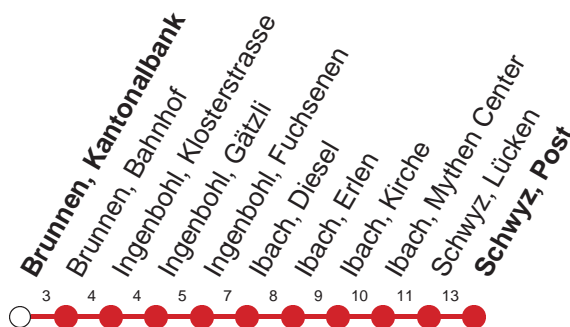 Brunnen, Kantonalbank
Brunnen, Bahnhof
Ingenbohl, Klosterstrasse
Ingenbohl, Gätzli
Ingenbohl, Fuchsenen
Ibach, Diesel
Ibach, Erlen
Ibach, Kirche
Ibach, Mythen Center
Schwyz, Lücken
Schwyz, Post
3 4 4 5 7 8 9 10 11 13